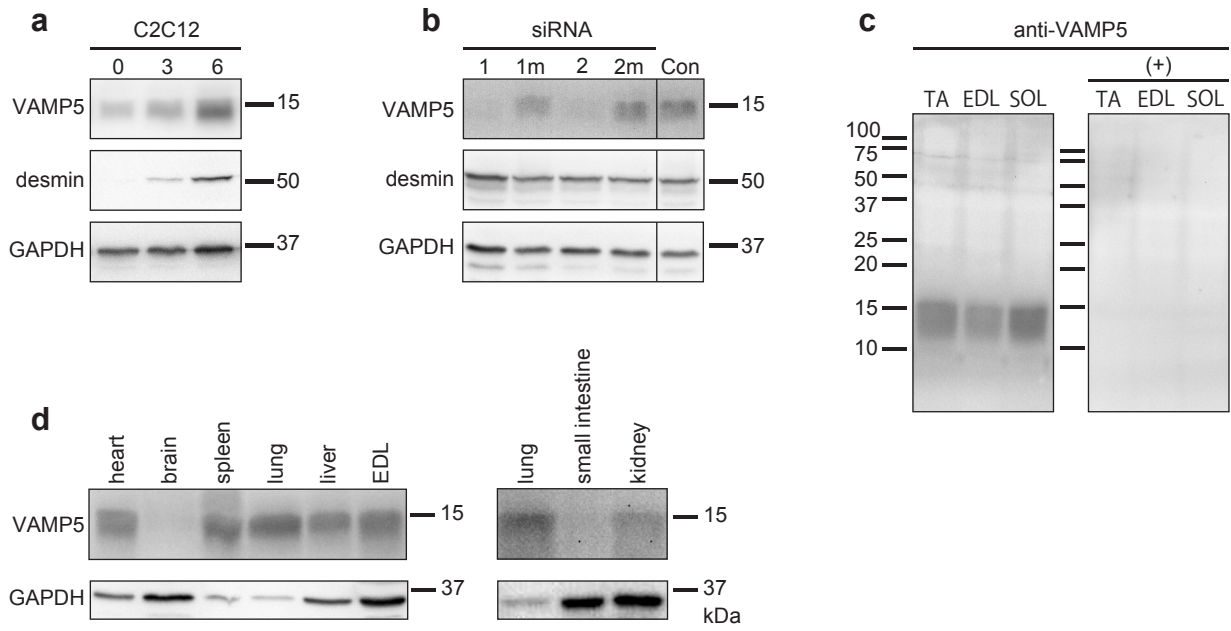 a
C2C12
0 3 6
VAMP5
15
desmin
50
GAPDH
37
b
siRNA
1 1m 2 2m Con
VAMP5
15
desmin
50
GAPDH
37
c
anti-VAMP5
(+)
TA EDL SOL TA EDL SOL
100
75
50
37
25
20
15
10
d
heart brain spleen lung liver EDL
VAMP5
15
GAPDH
37
lung small intestine kidney
15
37
kDa